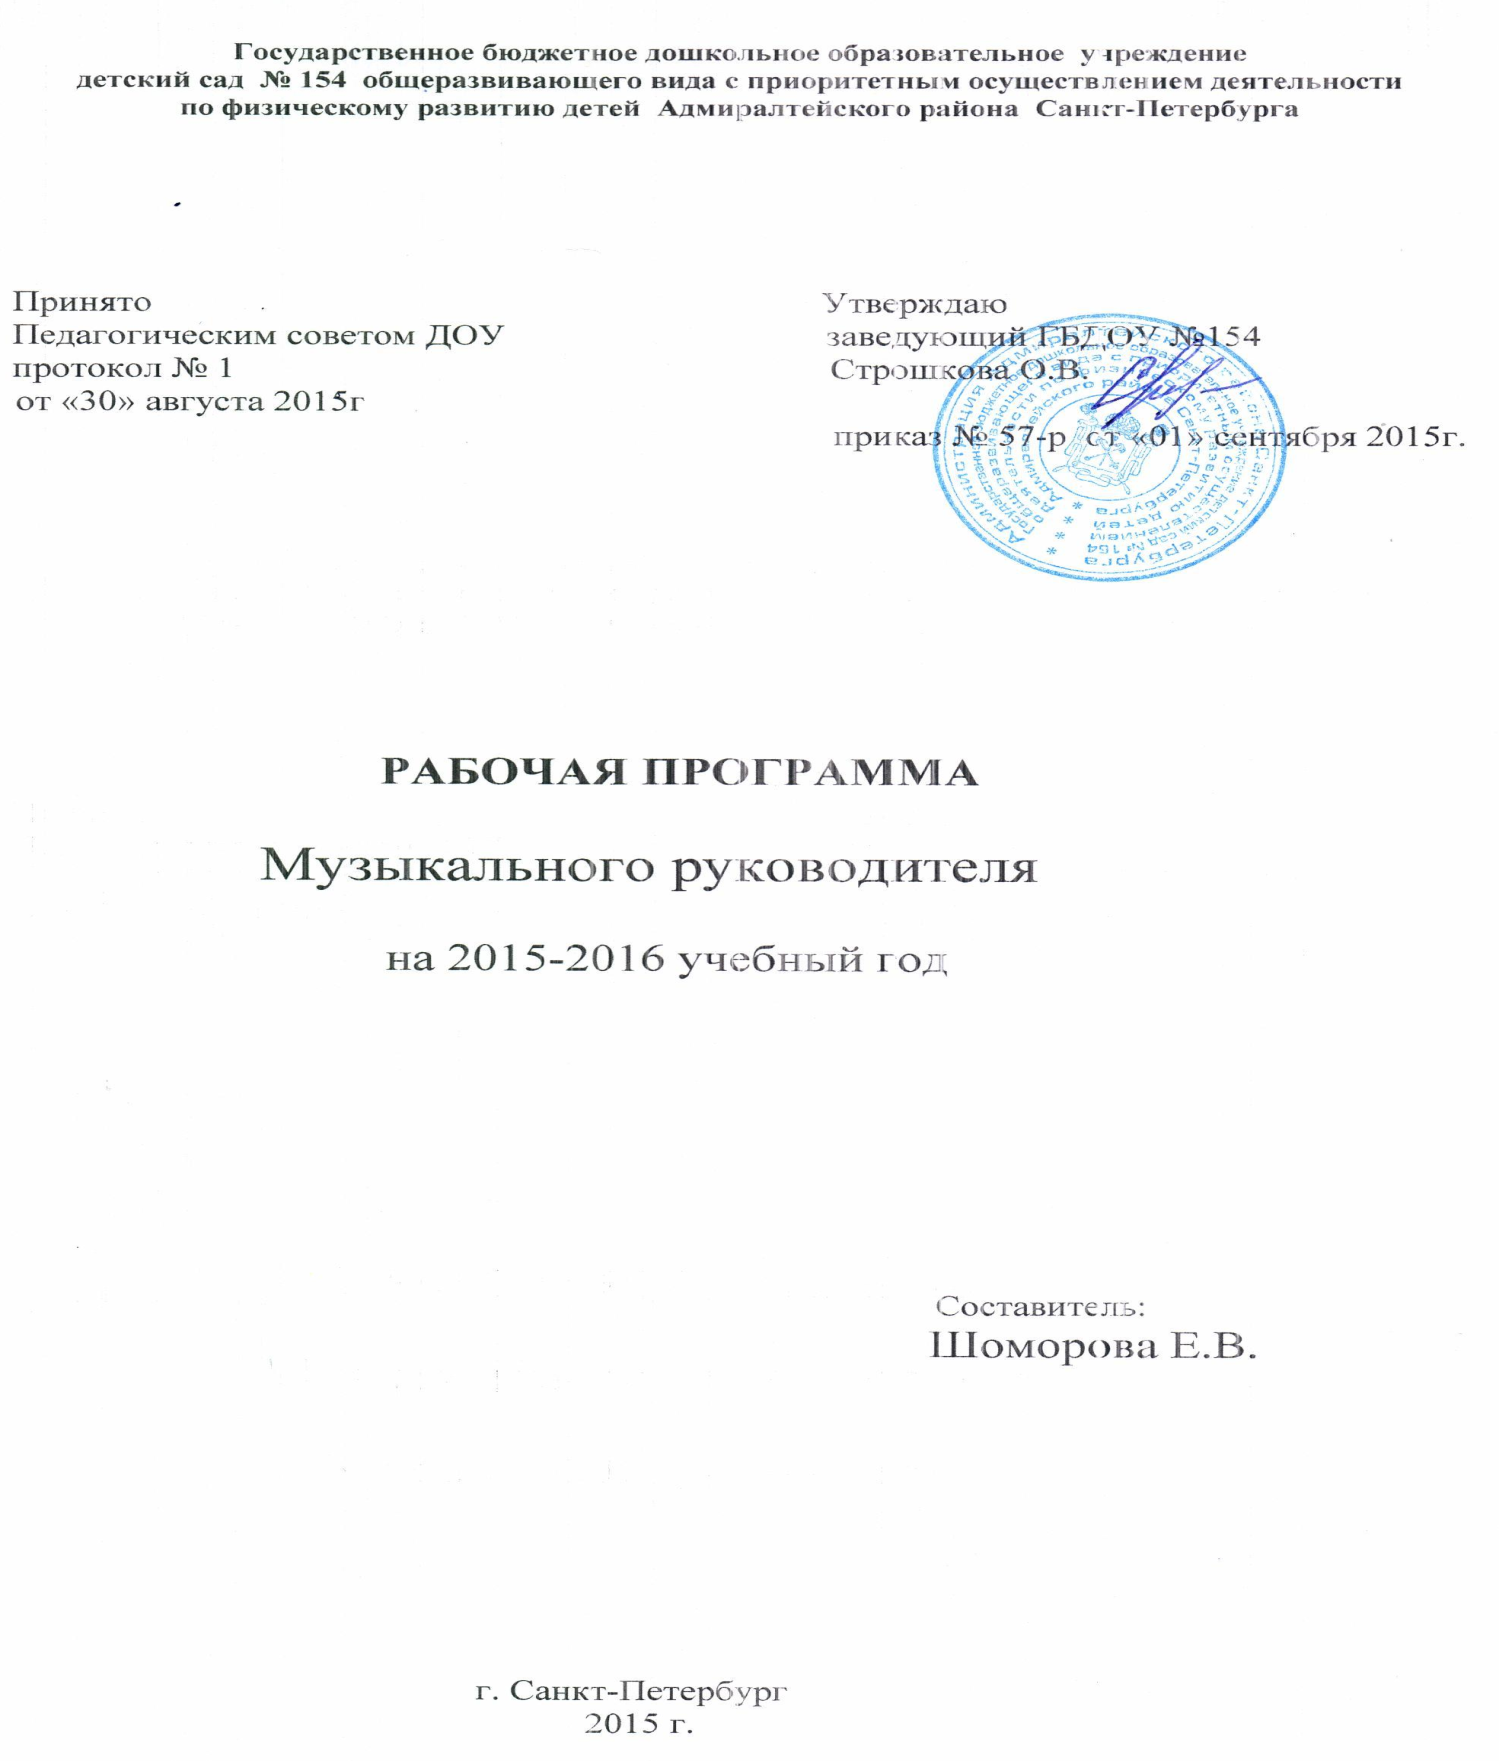 Государственное бюджетное дошкольное образовательное учреждение
детский сад № 154 общеразвивающего вида с приоритетным осуществлением деятельности
по физическому развитию детей Адмиралтейского района Санкт-Петербурга
Принято
Педагогическим советом ДОУ
протокол № 1
от «30» августа 2015г
Утверждаю
заведующий ГБДОУ №154
Строшкова О.В.
приказ № 57-р от «01» сентября 2015г.
РАБОЧАЯ ПРОГРАММА
Музыкального руководителя
на 2015-2016 учебный год
Составитель:
Шоморова Е.В.
г. Санкт-Петербург
2015 г.